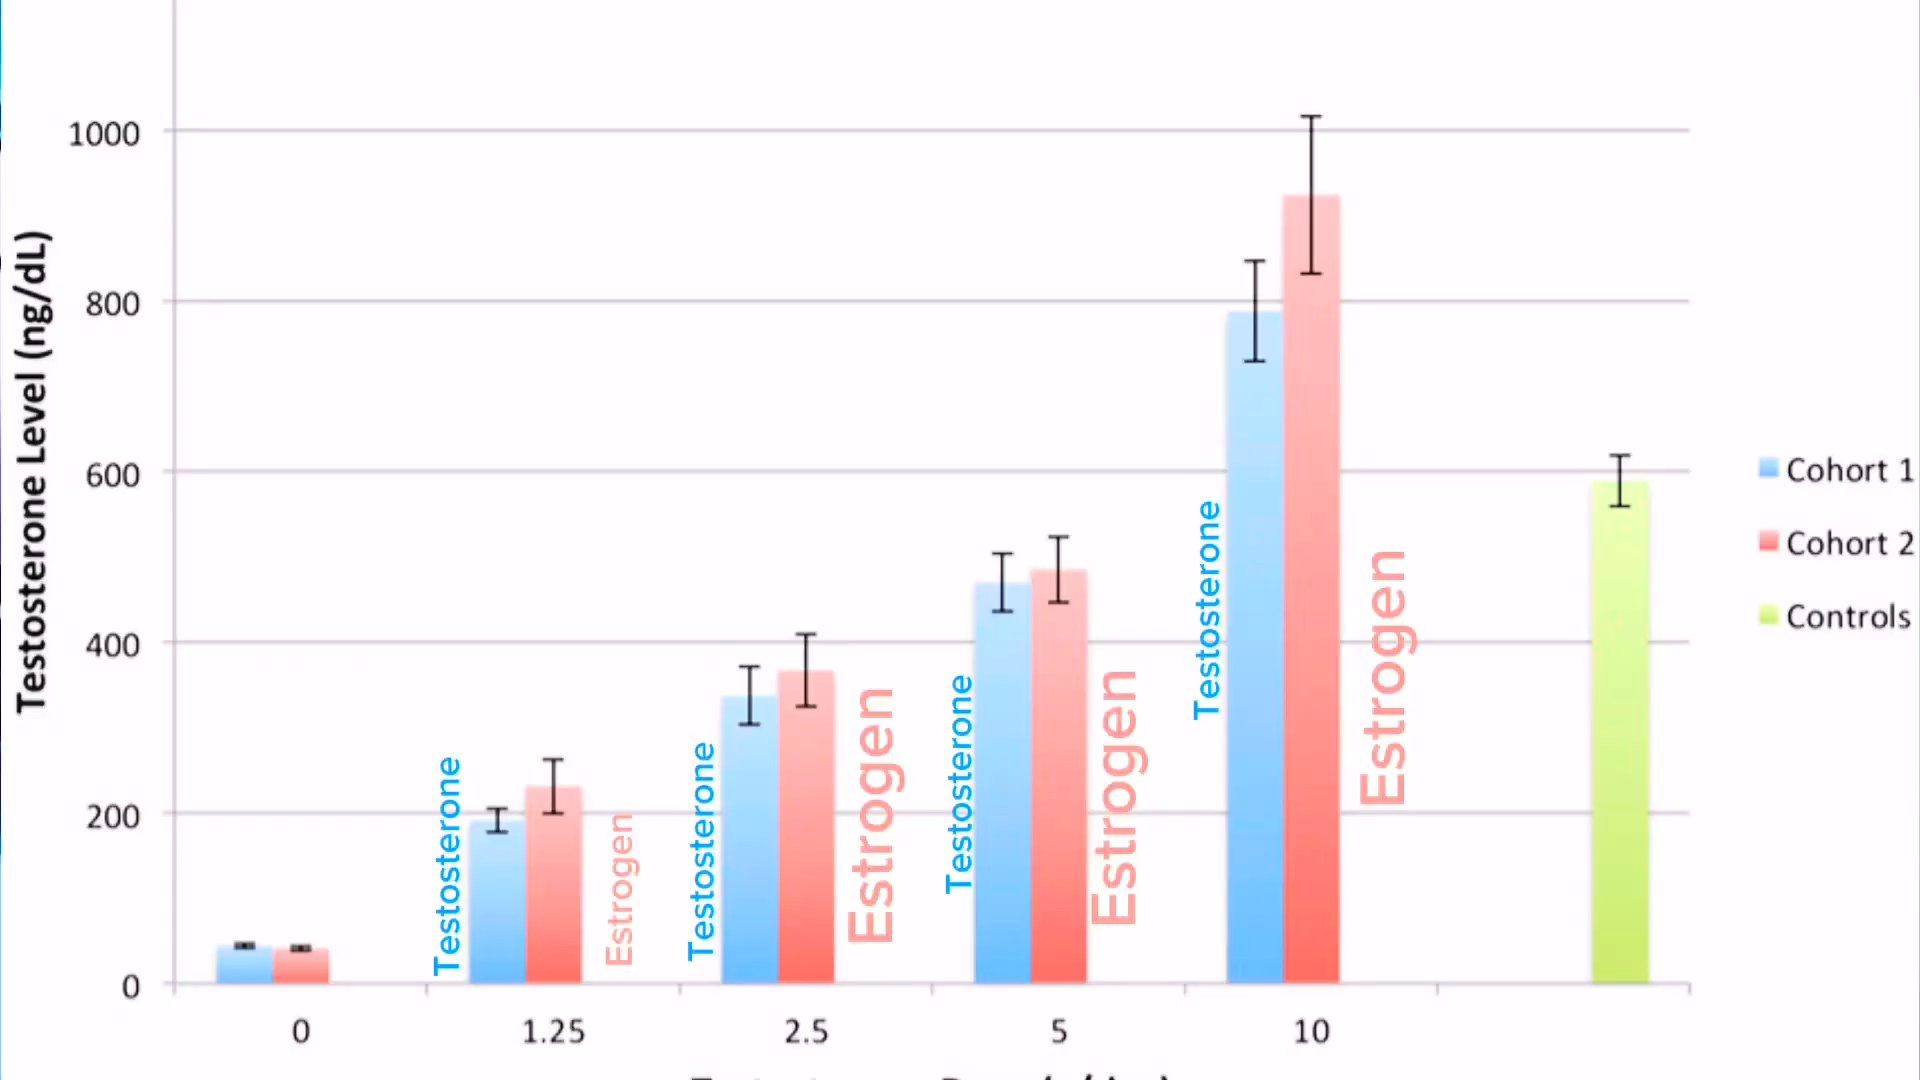 1000
800
600
400
200
0
Testosterone Level (ng/dL)
Testosterone
Estrogen
Testosterone
Estrogen
Testosterone
Estrogen
Testosterone
Estrogen
0
1.25
2.5
5
10
Cohort 1
Cohort 2
Controls